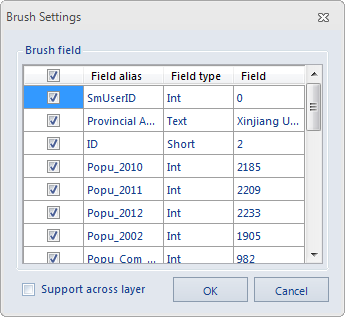 Brush Settings
Brush field
Field alias Field type Field
SmUserID Int 0
Provincial A... Text Xinjiang U...
ID Short 2
Popu_2010 Int 2185
Popu_2011 Int 2209
Popu_2012 Int 2233
Popu_2002 Int 1905
Popu_Com_... Int 982
Support across layer OK Cancel